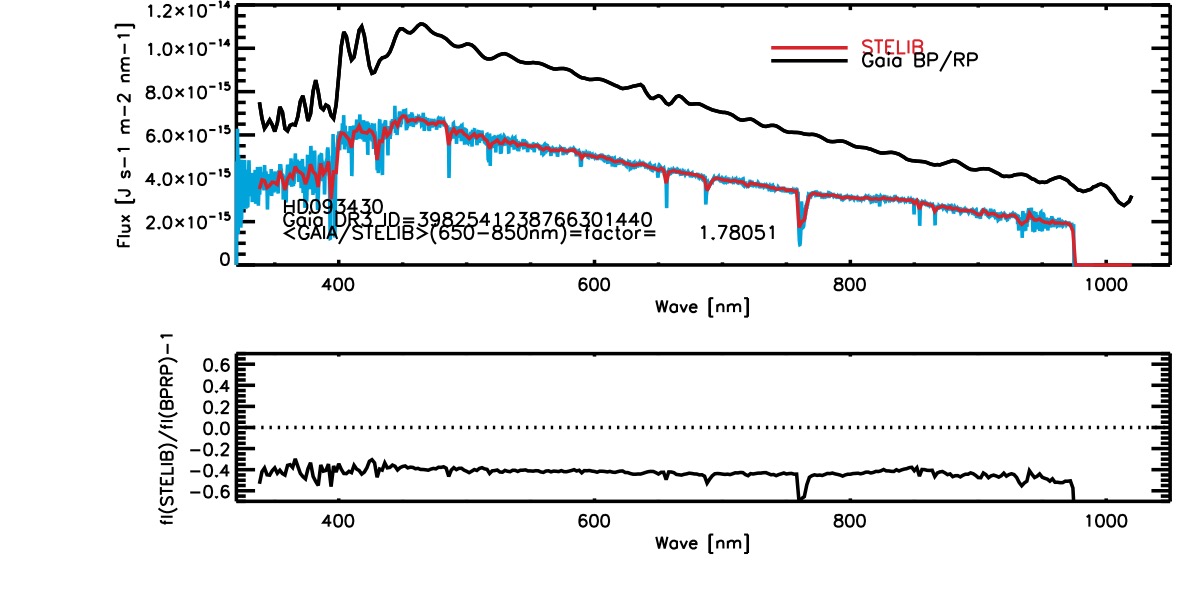 1.2×10−14
1.0×10−14
8.0×10−15
6.0×10−15
4.0×10−15
2.0×10−15
0
Flux [J s−1 m−2 nm−1]
STELIB
Gaia BP/RP
HD093430
Gaia DR3 ID=3982541238766301440
<GAIA/STELIB>(650−850nm)=factor= 1.78051
400 600 800 1000
Wave [nm]
0.6
0.4
0.2
0.0
−0.2
−0.4
−0.6
fl(STELIB)/fl(BPRP)−1
400 600 800 1000
Wave [nm]